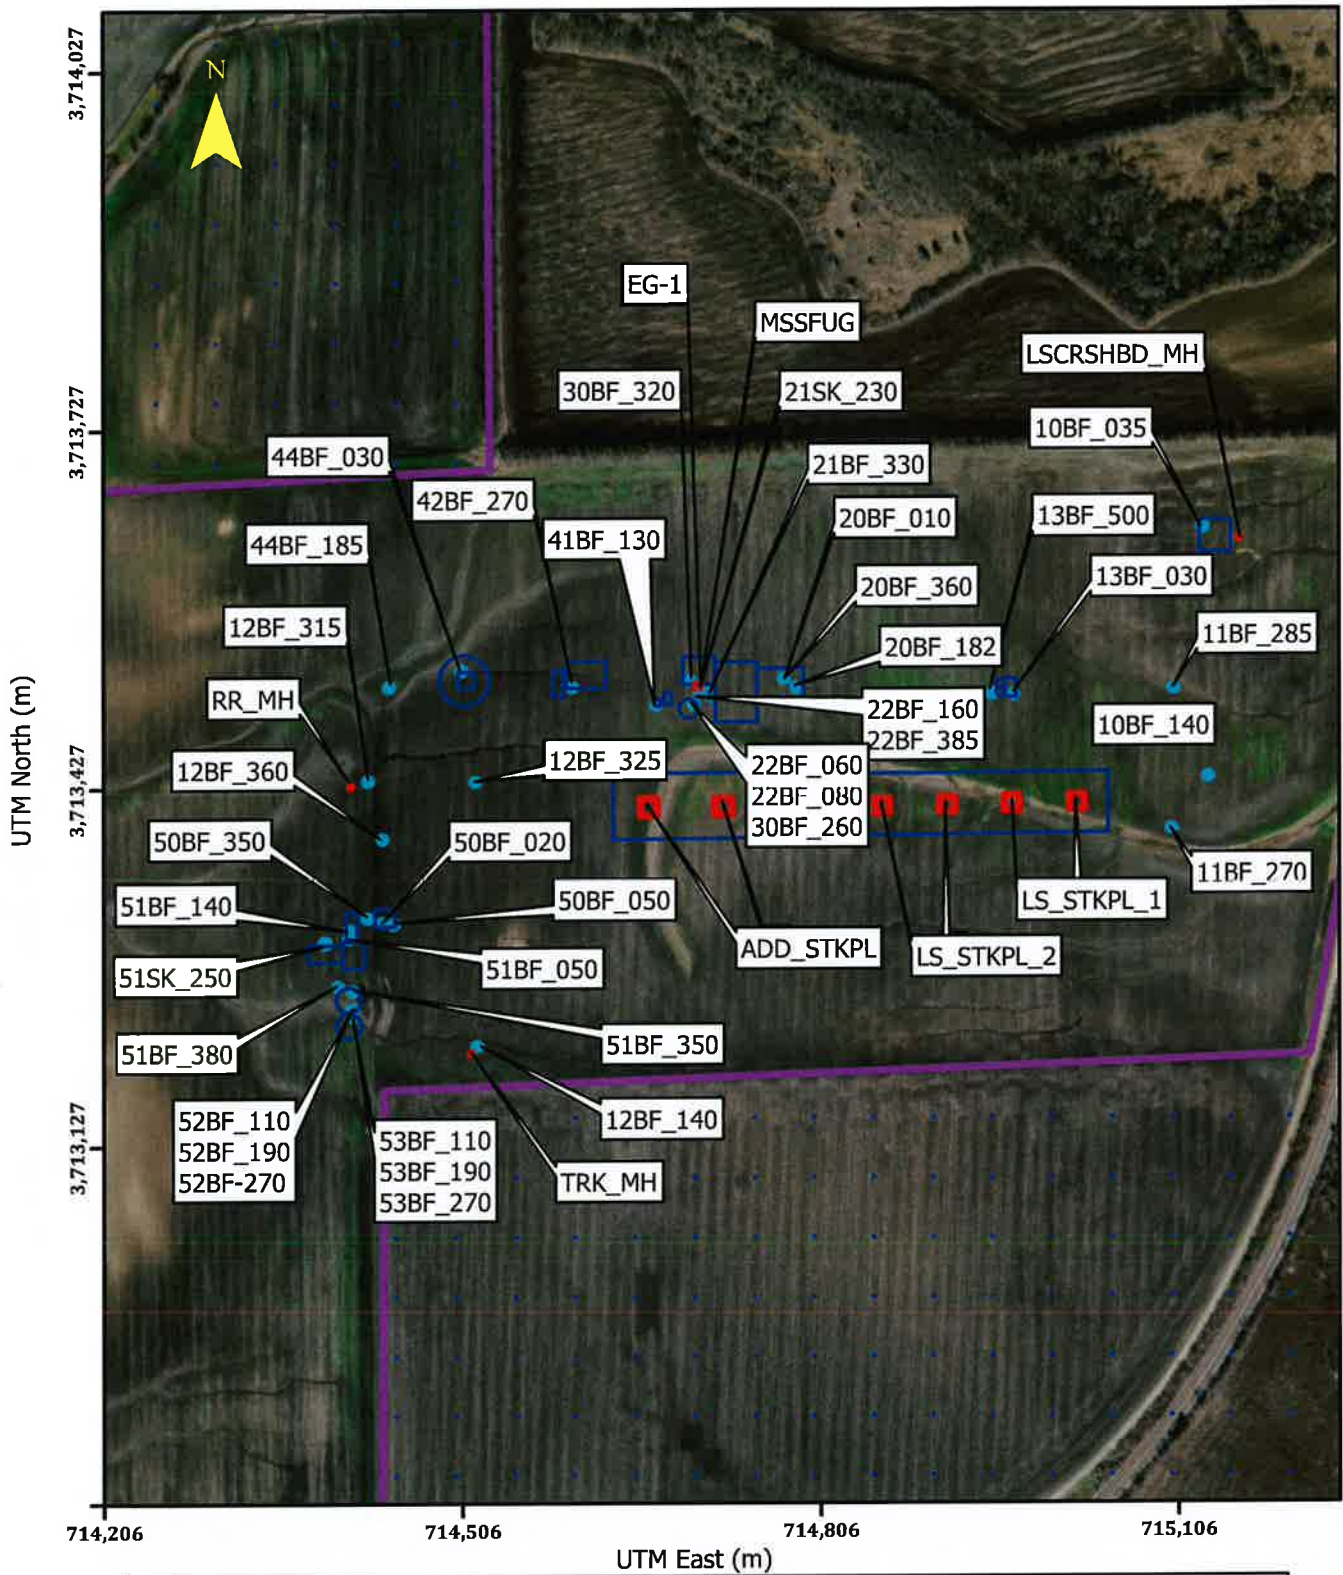 3,714,027
N
EG-1
MSSFUG
LSCRSHBD_MH
30BF_320
21SK_230
10BF_035
3,713,727
44BF_030
21BF_330
42BF_270
20BF_010
13BF_500
44BF_185
41BF_130
20BF_360
13BF_030
12BF_315
20BF_182
11BF_285
RR_MH
22BF_160
22BF_385
10BF_140
12BF_360
12BF_325
22BF_060
22BF_080
30BF_260
UTM North (m)
3,713,427
50BF_350
50BF_020
11BF_270
51BF_140
50BF_050
LS_STKPL_1
51SK_250
51BF_050
ADD_STKPL
LS_STKPL_2
51BF_380
51BF_350
52BF_110
52BF_190
52BF-270
53BF_110
53BF_190
53BF_270
12BF_140
TRK_MH
3,713,127
714,206
714,506
714,806
715,106
UTM East (m)